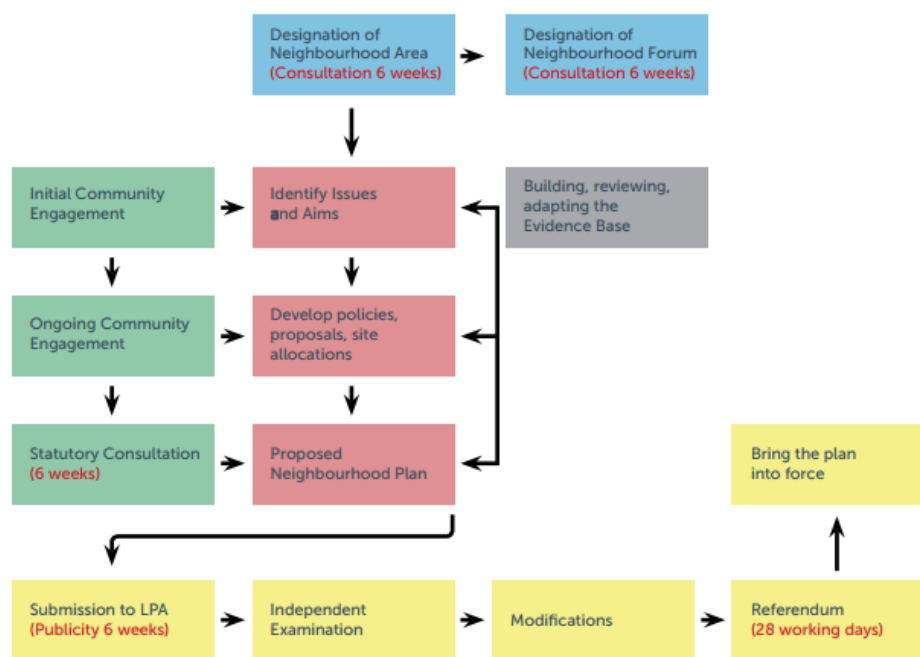 Designation of
Neighbourhood Area
(Consultation 6 weeks)
Designation of
Neighbourhood Forum
(Consultation 6 weeks)
Initial Community
Engagement
Identify Issues
and Aims
Building, reviewing,
adapting the
Evidence Base
Ongoing Community
Engagement
Develop policies,
proposals, site
allocations
Statutory Consultation
(6 weeks)
Proposed
Neighbourhood Plan
Bring the plan
into force
Submission to LPA
(Publicity 6 weeks)
Independent
Examination
Modifications
Referendum
(28 working days)